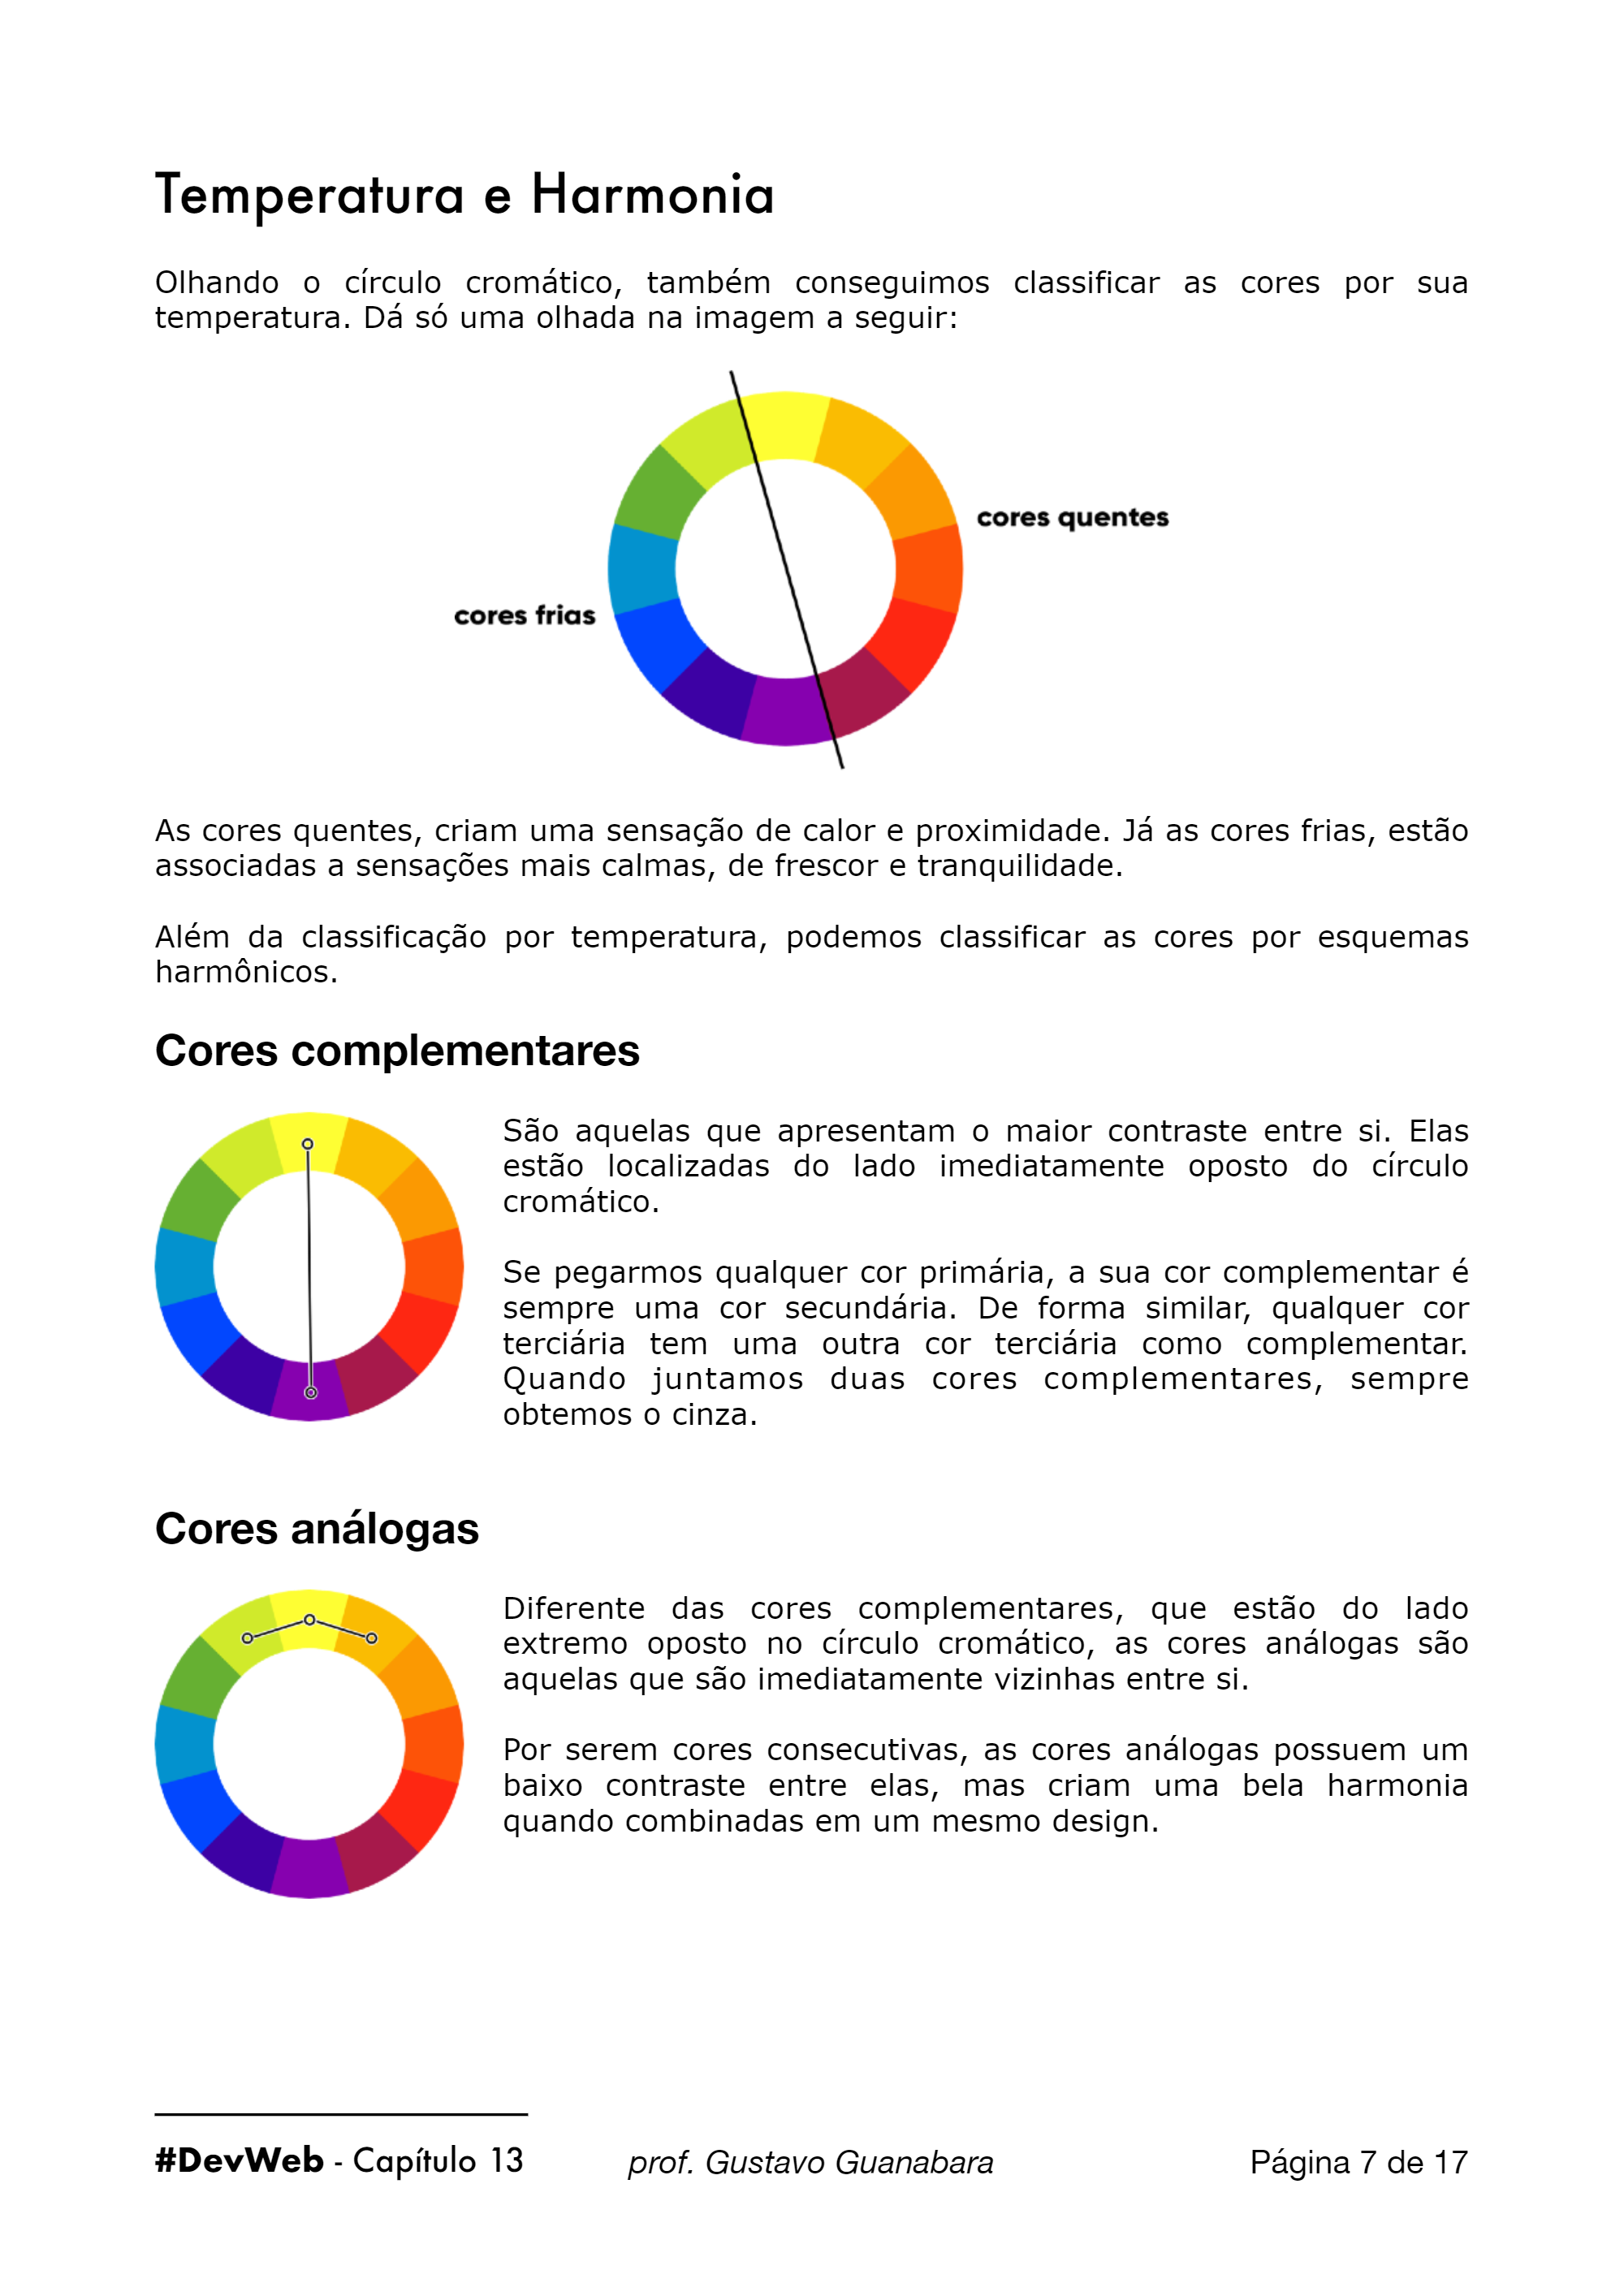 Temperatura e Harmonia
Olhando o círculo cromático, também conseguimos classificar as cores por sua
temperatura. Dá só uma olhada na imagem a seguir:
cores quentes
cores frias
As cores quentes, criam uma sensação de calor e proximidade. Já as cores frias, estão
associadas a sensações mais calmas, de frescor e tranquilidade.
Além da classificação por temperatura, podemos classificar as cores por esquemas
harmônicos.
Cores complementares
São aquelas que apresentam o maior contraste entre si. Elas
estão localizadas do lado imediatamente oposto do círculo
cromático.
Se pegarmos qualquer cor primária, a sua cor complementar é
sempre uma cor secundária. De forma similar, qualquer cor
terciária tem uma outra cor terciária como complementar.
Quando juntamos duas cores complementares, sempre
obtemos o cinza.
Cores análogas
Diferente das cores complementares, que estão do lado
extremo oposto no círculo cromático, as cores análogas são
aquelas que são imediatamente vizinhas entre si.
Por serem cores consecutivas, as cores análogas possuem um
baixo contraste entre elas, mas criam uma bela harmonia
quando combinadas em um mesmo design.
#DevWeb - Capítulo 13 prof. Gustavo Guanabara Página 7 de 17